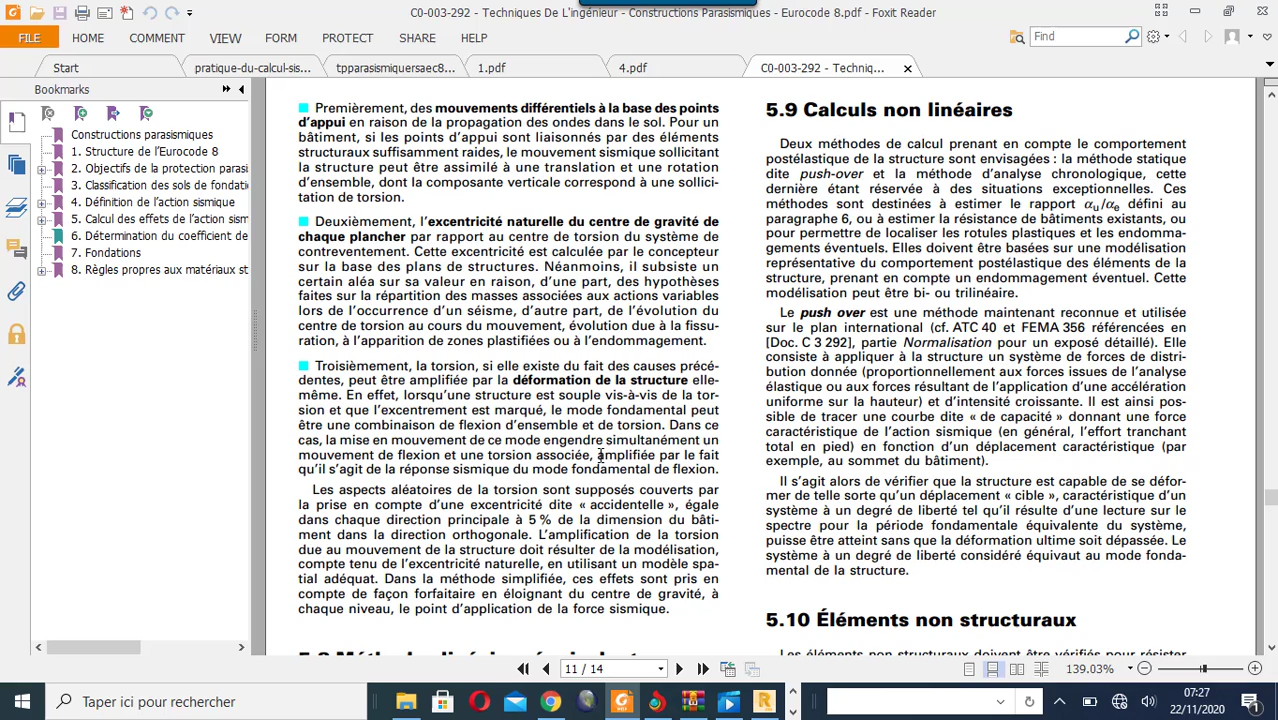 C0-003-292 - Techniques De L'ingénieur - Constructions Parasismiques - Eurocode 8.pdf - Foxit Reader
FILE HOME COMMENT VIEW FORM PROTECT SHARE HELP
Find
Start
pratique-du-calcul-sis...
tpparasismiquersaec8...
1.pdf
4.pdf
C0-003-292 - Techniq...
Bookmarks
Constructions parasismiques
1. Structure de l'Eurocode 8
2. Objectifs de la protection parasi
3. Classification des sols de fondati
4. Définition de l'action sismique
5. Calcul des effets de l'action sism
6. Détermination du coefficient de
7. Fondations
8. Règles propres aux matériaux st
Premièrement, des mouvements différentiels à la base des points
d'appui en raison de la propagation des ondes dans le sol. Pour un
bâtiment, si les points d'appui sont liaisonnés par des éléments
structuraux suffisamment raides, le mouvement sismique sollicitant
la structure peut être assimilé à une translation et une rotation
d'ensemble, dont la composante verticale correspond à une sollici-
tation de torsion.
Deuxièmement, l'excentricité naturelle du centre de gravité de
chaque plancher par rapport au centre de torsion du système de
contreventement. Cette excentricité est calculée par le concepteur
sur la base des plans de structures. Néanmoins, il subsiste un
certain aléa sur sa valeur en raison, d'une part, des hypothèses
faites sur la répartition des masses associées aux actions variables
lors de l'occurrence d'un séisme, d'autre part, de l'évolution du
centre de torsion au cours du mouvement, évolution due à la fissu-
ration, à l'apparition de zones plastifiées ou à l'endommagement.
Troisièmement, la torsion, si elle existe du fait des causes précé-
dentes, peut être amplifiée par la déformation de la structure elle-
même. En effet, lorsqu'une structure est souple vis-à-vis de la tor-
sion et que l'excentrement est marqué, le mode fondamental peut
être une combinaison de flexion d'ensemble et de torsion. Dans ce
cas, la mise en mouvement de ce mode engendre simultanément un
mouvement de flexion et une torsion associée, amplifiée par le fait
qu'il s'agit de la réponse sismique du mode fondamental de flexion.
Les aspects aléatoires de la torsion sont supposés couverts par
la prise en compte d'une excentricité dite « accidentelle », égale
dans chaque direction principale à 5 % de la dimension du bâti-
ment dans la direction orthogonale. L'amplification de la torsion
due au mouvement de la structure doit résulter de la modélisation,
compte tenu de l'excentricité naturelle, en utilisant un modèle spa-
tial adéquat. Dans la méthode simplifiée, ces effets sont pris en
compte de façon forfaitaire en éloignant du centre de gravité, à
chaque niveau, le point d'application de la force sismique.
5.9 Calculs non linéaires
Deux méthodes de calcul prenant en compte le comportement
postélastique de la structure sont envisagées : la méthode statique
dite push-over et la méthode d'analyse chronologique, cette
dernière étant réservée à des situations exceptionnelles. Ces
méthodes sont destinées à estimer le rapport αu/αe défini au
paragraphe 6, ou à estimer la résistance de bâtiments existants, ou
pour permettre de localiser les rotules plastiques et les endomma-
gements éventuels. Elles doivent être basées sur une modélisation
représentative du comportement postélastique des éléments de la
structure, prenant en compte un endommagement éventuel. Cette
modélisation peut être bi- ou trilinéaire.
Le push over est une méthode maintenant reconnue et utilisée
sur le plan international (cf. ATC 40 et FEMA 356 référencées en
[Doc. C 3 292], partie Normalisation pour un exposé détaillé). Elle
consiste à appliquer à la structure un système de forces de distri-
bution donnée (proportionnellement aux forces issues de l'analyse
élastique ou aux forces résultant de l'application d'une accélération
uniforme sur la hauteur) et d'intensité croissante. Il est ainsi pos-
sible de tracer une courbe dite « de capacité » donnant une force
caractéristique de l'action sismique (en général, l'effort tranchant
total en pied) en fonction d'un déplacement caractéristique (par
exemple, au sommet du bâtiment).
Il s'agit alors de vérifier que la structure est capable de se défor-
mer de telle sorte qu'un déplacement « cible », caractéristique d'un
système à un degré de liberté tel qu'il résulte d'une lecture sur le
spectre pour la période fondamentale équivalente du système,
puisse être atteint sans que la déformation ultime soit dépassée. Le
système à un degré de liberté considéré équivaut au mode fonda-
mental de la structure.
5.10 Éléments non structuraux
Les éléments non structuraux doivent être vérifiés pour résister
11 / 14
139.03%
Taper ici pour rechercher
07:27
22/11/2020